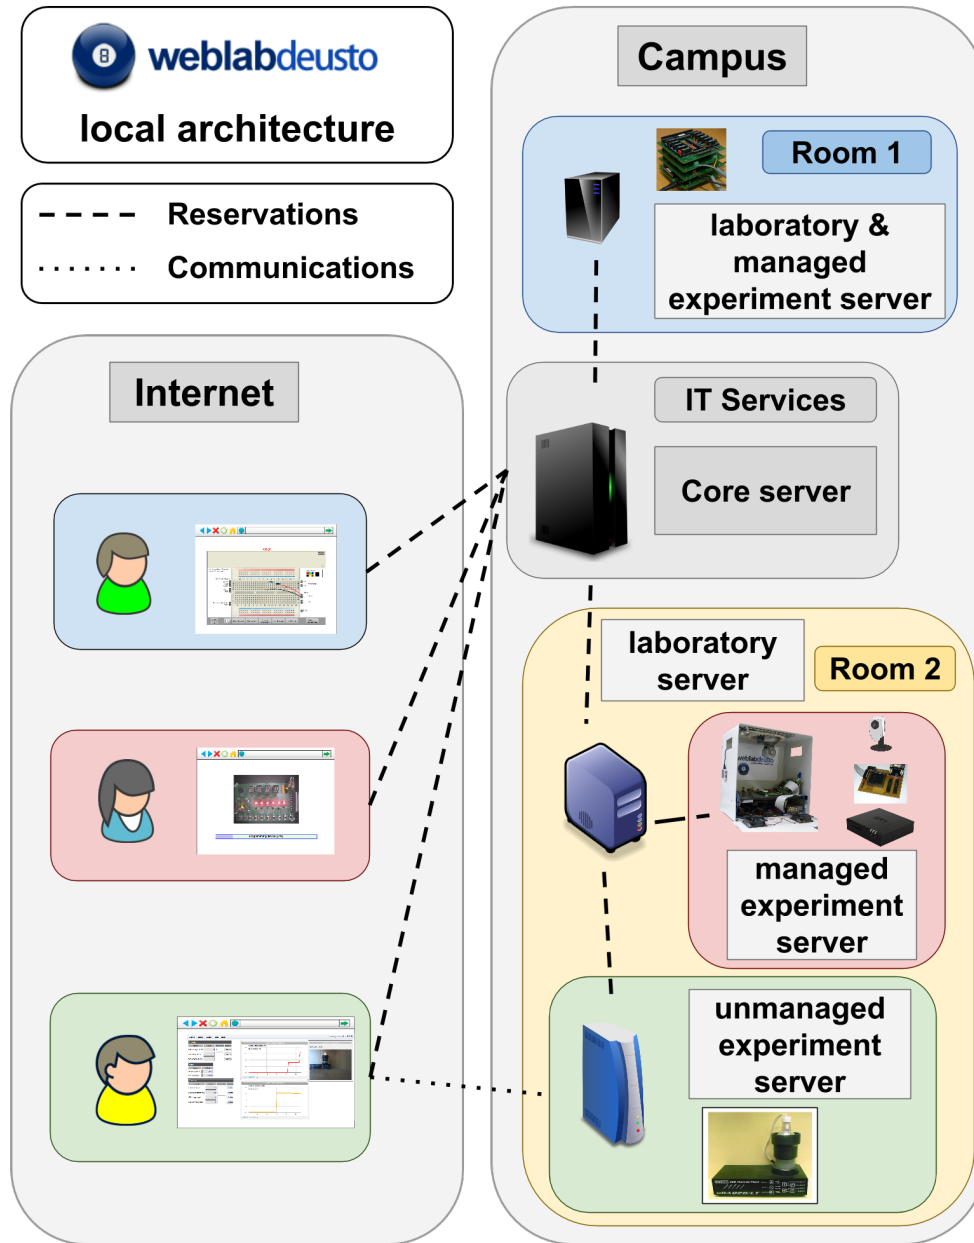 weblabdeusto
local architecture
Reservations
Communications
Internet
Campus
Room 1
laboratory &
managed
experiment server
IT Services
Core server
laboratory
server
Room 2
weblabdeusto
managed
experiment
server
unmanaged
experiment
server